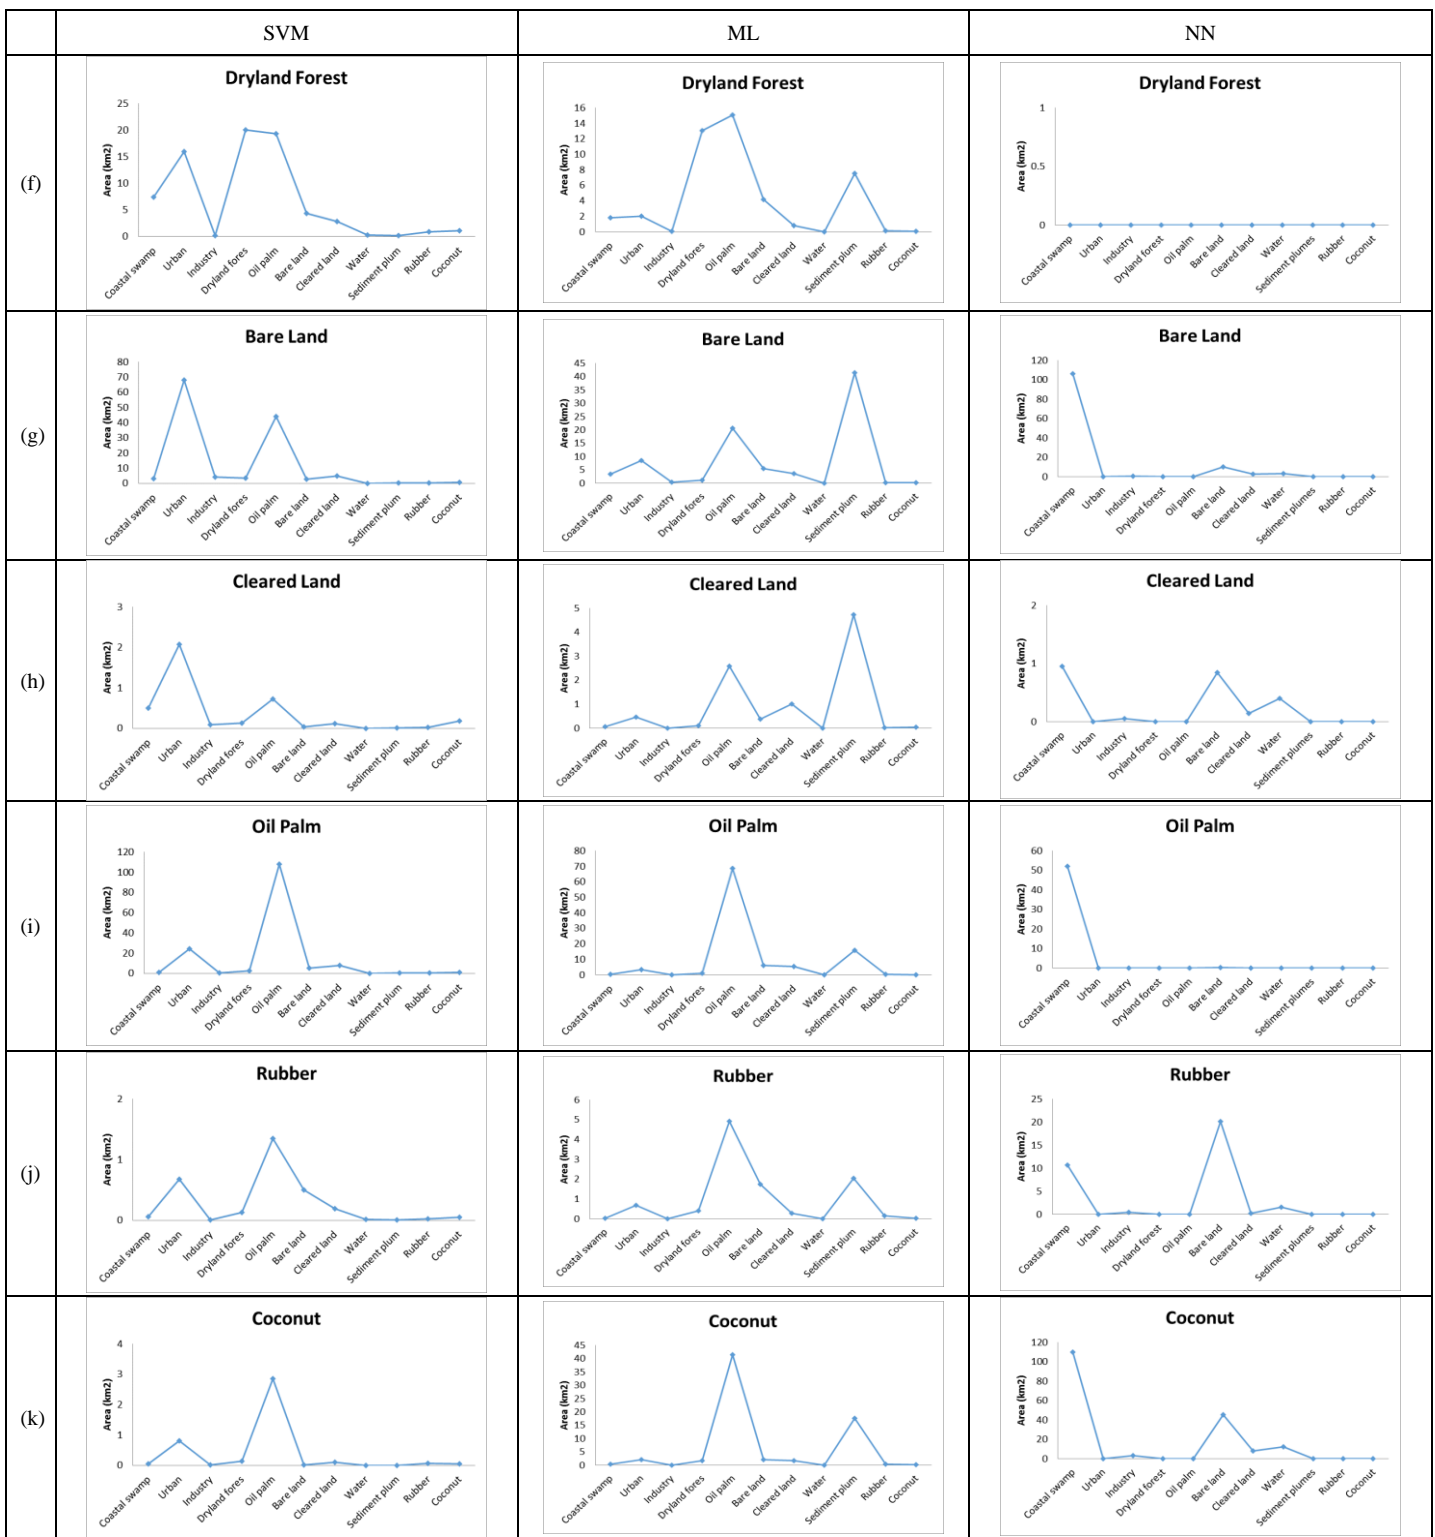 SVM ML NN
(f)
Dryland Forest
Area (km2)
25
20
15
10
5
0
Coastal swamp Urban Industry Dryland fores Oil palm Bare land Cleared land Water Sediment plum Rubber Coconut
Dryland Forest
Area (km2)
16
14
12
10
8
6
4
2
0
Coastal swamp Urban Industry Dryland fores Oil palm Bare land Cleared land Water Sediment plum Rubber Coconut
Dryland Forest
Area (km2)
1
0.5
0
Coastal swamp Urban Industry Dryland forest Oil palm Bare land Cleared land Water Sediment plumes Rubber Coconut
(g)
Bare Land
Area (km2)
80
70
60
50
40
30
20
10
0
Coastal swamp Urban Industry Dryland fores Oil palm Bare land Cleared land Water Sediment plum Rubber Coconut
Bare Land
Area (km2)
45
40
35
30
25
20
15
10
5
0
Coastal swamp Urban Industry Dryland fores Oil palm Bare land Cleared land Water Sediment plum Rubber Coconut
Bare Land
Area (km2)
120
100
80
60
40
20
0
Coastal swamp Urban Industry Dryland forest Oil palm Bare land Cleared land Water Sediment plumes Rubber Coconut
(h)
Cleared Land
Area (km2)
3
2
1
0
Coastal swamp Urban Industry Dryland fores Oil palm Bare land Cleared land Water Sediment plum Rubber Coconut
Cleared Land
Area (km2)
5
4
3
2
1
0
Coastal swamp Urban Industry Dryland fores Oil palm Bare land Cleared land Water Sediment plum Rubber Coconut
Cleared Land
Area (km2)
2
1
0
Coastal swamp Urban Industry Dryland forest Oil palm Bare land Cleared land Water Sediment plumes Rubber Coconut
(i)
Oil Palm
Area (km2)
120
100
80
60
40
20
0
Coastal swamp Urban Industry Dryland fores Oil palm Bare land Cleared land Water Sediment plum Rubber Coconut
Oil Palm
Area (km2)
80
70
60
50
40
30
20
10
0
Coastal swamp Urban Industry Dryland fores Oil palm Bare land Cleared land Water Sediment plum Rubber Coconut
Oil Palm
Area (km2)
60
50
40
30
20
10
0
Coastal swamp Urban Industry Dryland forest Oil palm Bare land Cleared land Water Sediment plumes Rubber Coconut
(j)
Rubber
Area (km2)
2
1
0
Coastal swamp Urban Industry Dryland fores Oil palm Bare land Cleared land Water Sediment plum Rubber Coconut
Rubber
Area (km2)
6
5
4
3
2
1
0
Coastal swamp Urban Industry Dryland fores Oil palm Bare land Cleared land Water Sediment plum Rubber Coconut
Rubber
Area (km2)
25
20
15
10
5
0
Coastal swamp Urban Industry Dryland forest Oil palm Bare land Cleared land Water Sediment plumes Rubber Coconut
(k)
Coconut
Area (km2)
4
3
2
1
0
Coastal swamp Urban Industry Dryland fores Oil palm Bare land Cleared land Water Sediment plum Rubber Coconut
Coconut
Area (km2)
45
40
35
30
25
20
15
10
5
0
Coastal swamp Urban Industry Dryland fores Oil palm Bare land Cleared land Water Sediment plum Rubber Coconut
Coconut
Area (km2)
120
100
80
60
40
20
0
Coastal swamp Urban Industry Dryland forest Oil palm Bare land Cleared land Water Sediment plumes Rubber Coconut